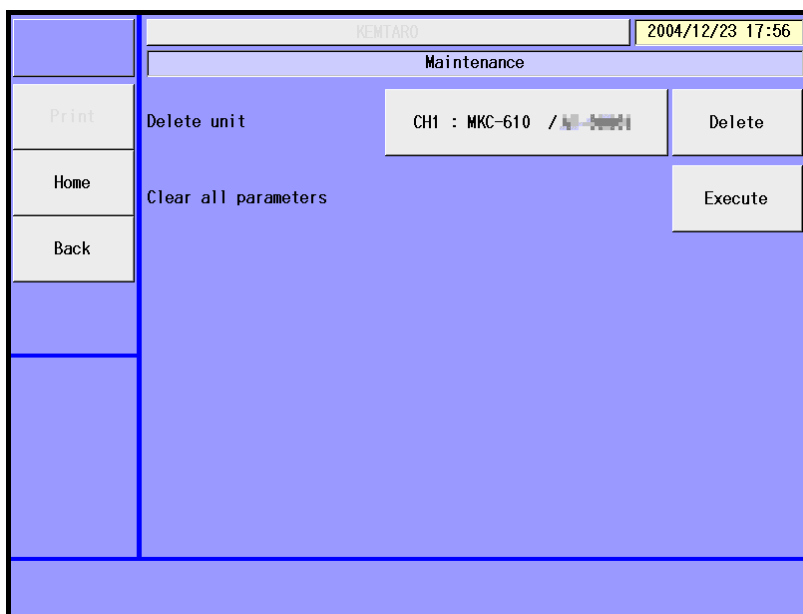 KEMTARO 2004/12/23 17:56
Maintenance
Print
Delete unit CH1 : MKC-610 / Delete
Home
Clear all parameters Execute
Back